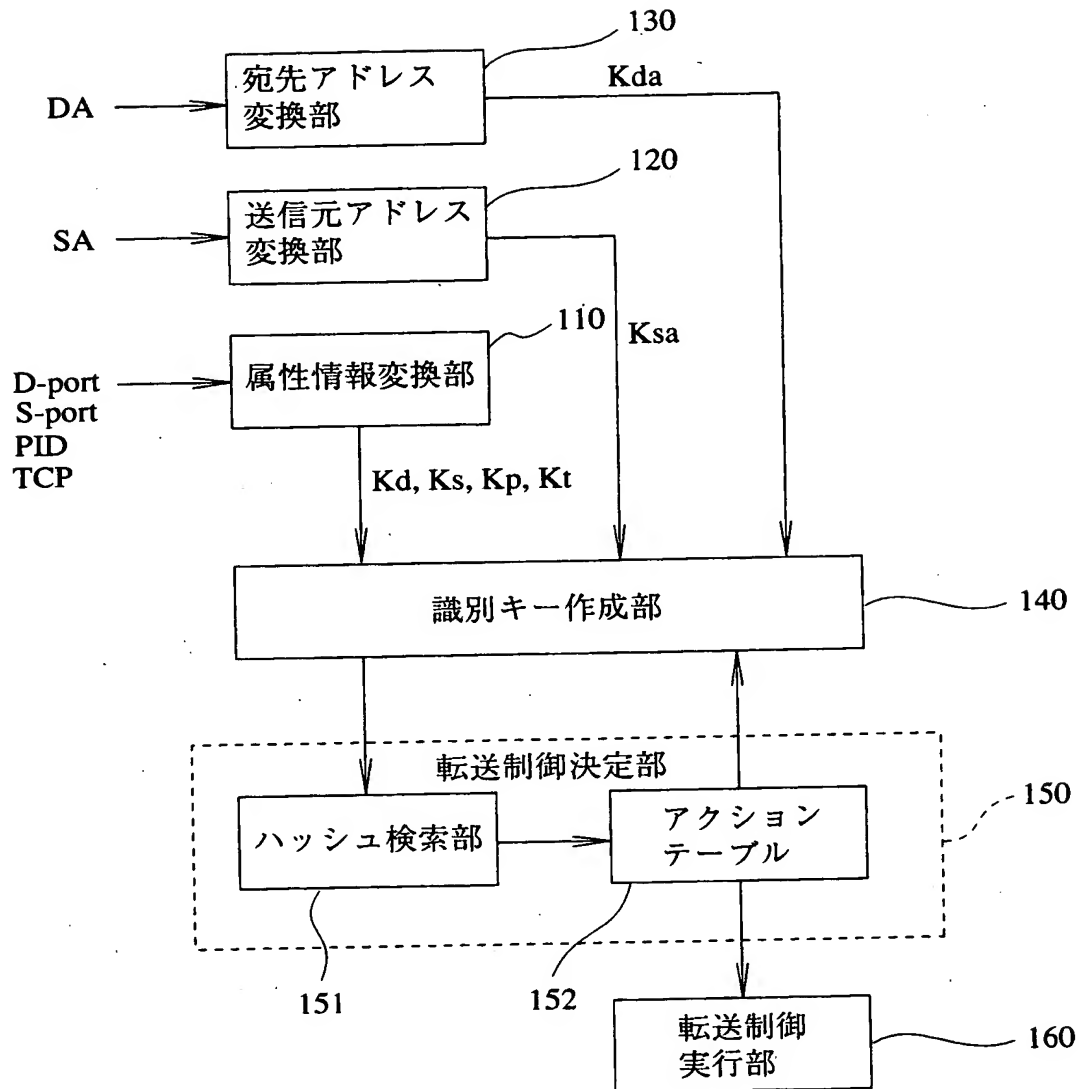 130
宛先アドレス
変換部
Kda
DA
120
送信元アドレス
変換部
SA
110
Ksa
属性情報変換部
D-port
S-port
PID
TCP
Kd, Ks, Kp, Kt
識別キー作成部
140
転送制御決定部
150
ハッシュ検索部
アクション
テーブル
151
152
転送制御
実行部
160